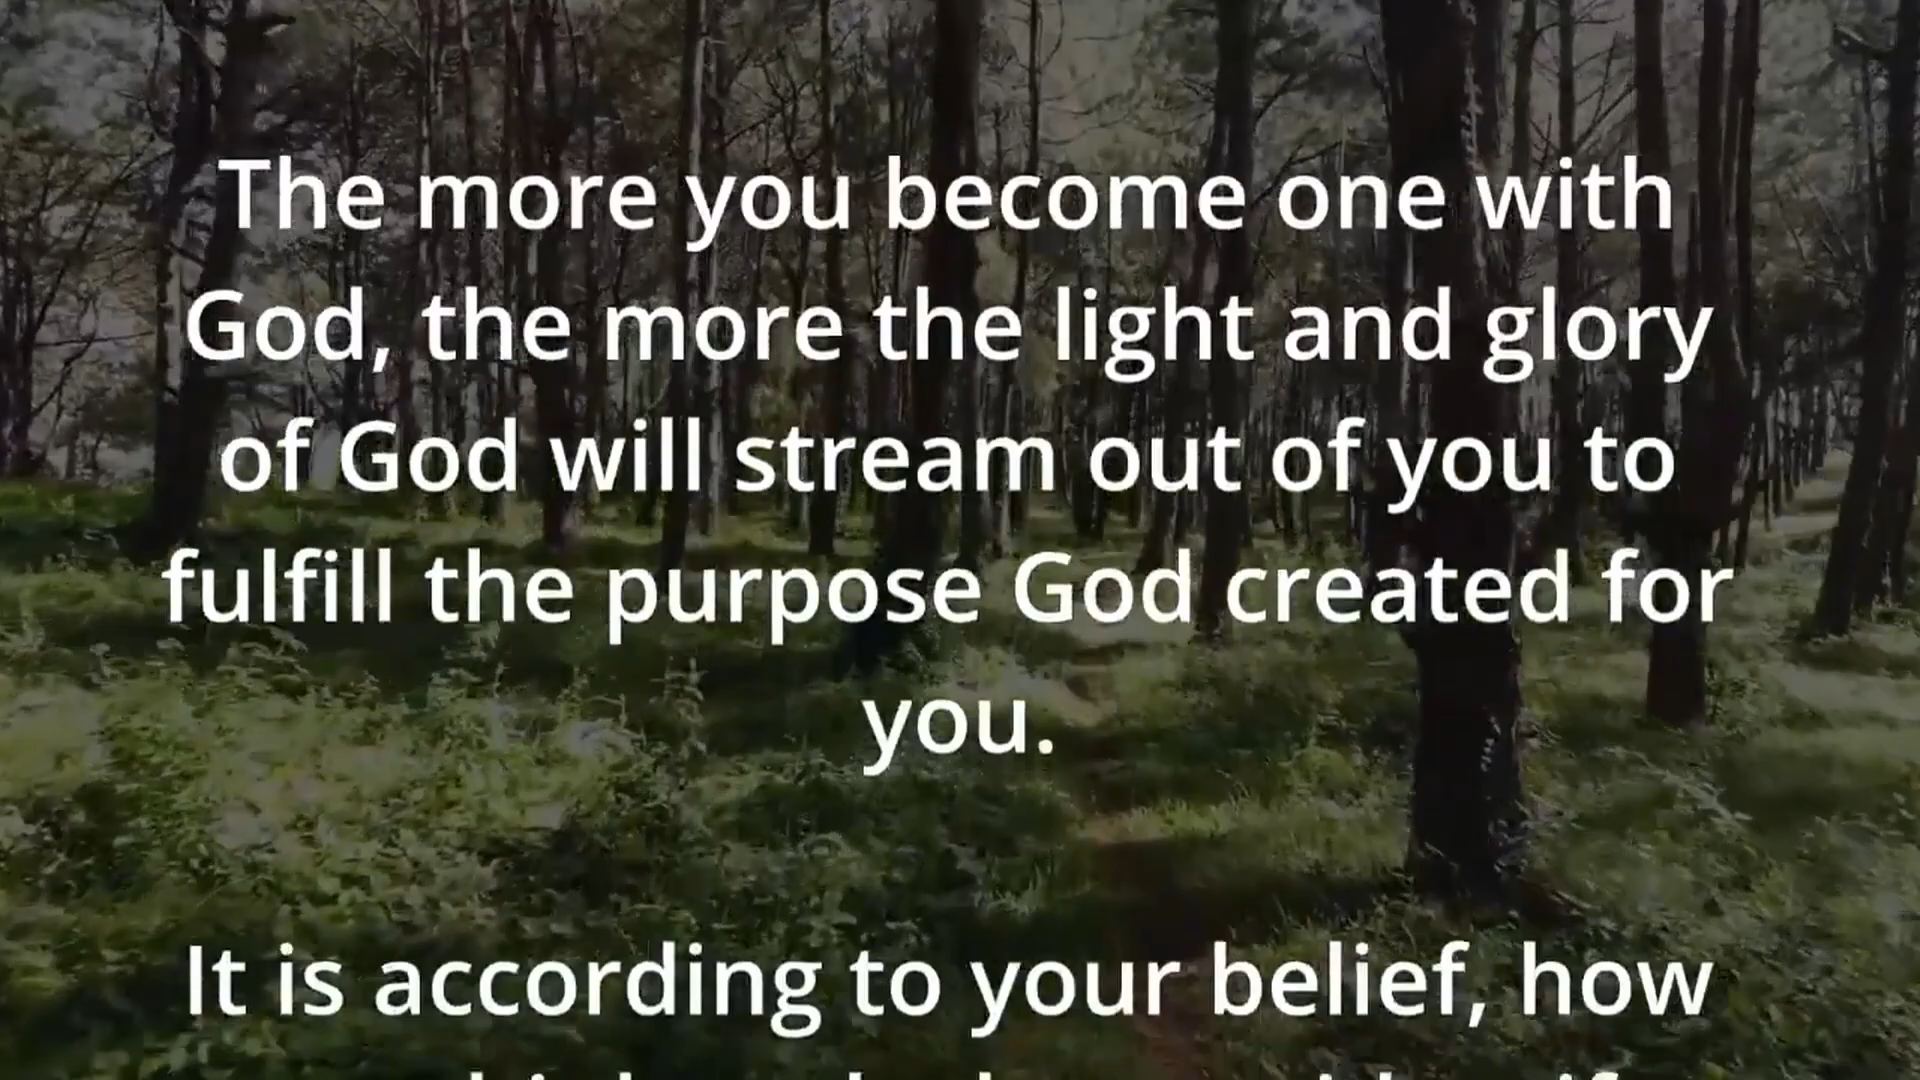 The more you become one with
God, the more the light and glory
of God will stream out of you to
fulfill the purpose God created for
you.
It is according to your belief, how